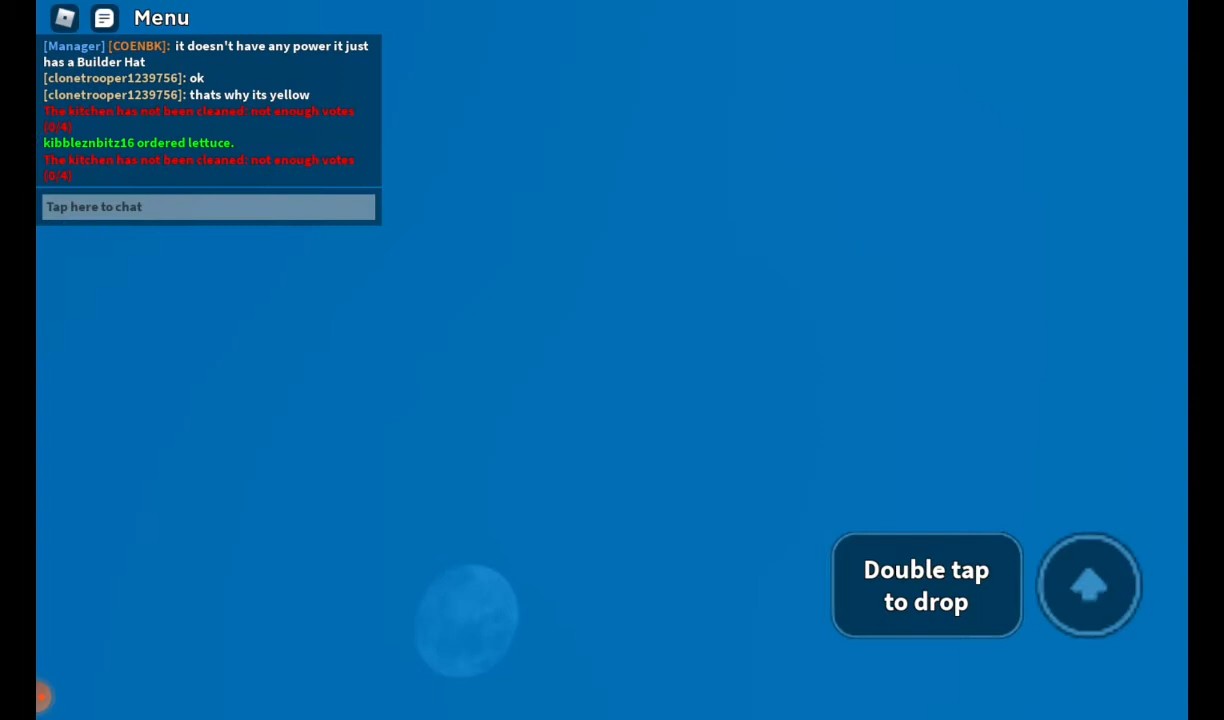 Menu
[Manager] [COENBK]: it doesn't have any power it just
has a Builder Hat
[clonetrooper1239756]: ok
[clonetrooper1239756]: thats why its yellow
The kitchen has not been cleaned: not enough votes
(0/4)
kibbleznbitz16 ordered lettuce.
The kitchen has not been cleaned: not enough votes
(0/4)
Tap here to chat
Double tap
to drop